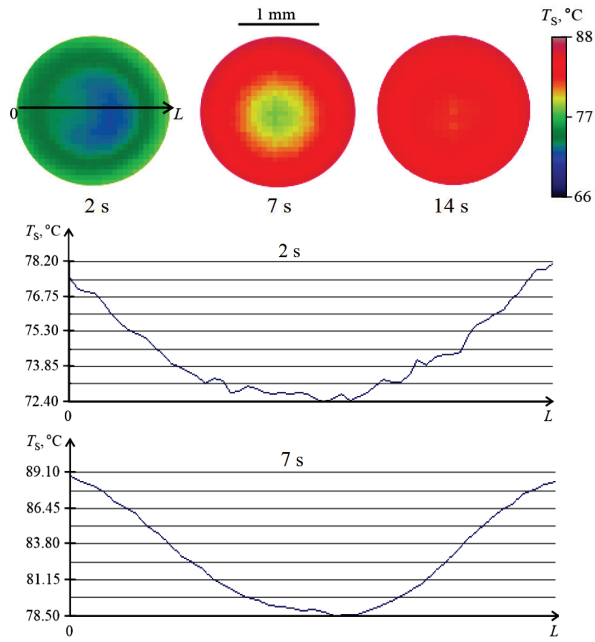 1 mm
T_S, °C
88
77
66
0
L
2 s
7 s
14 s
T_S, °C
2 s
78.20
76.75
75.30
73.85
72.40
0
L
T_S, °C
7 s
89.10
86.45
83.80
81.15
78.50
0
L